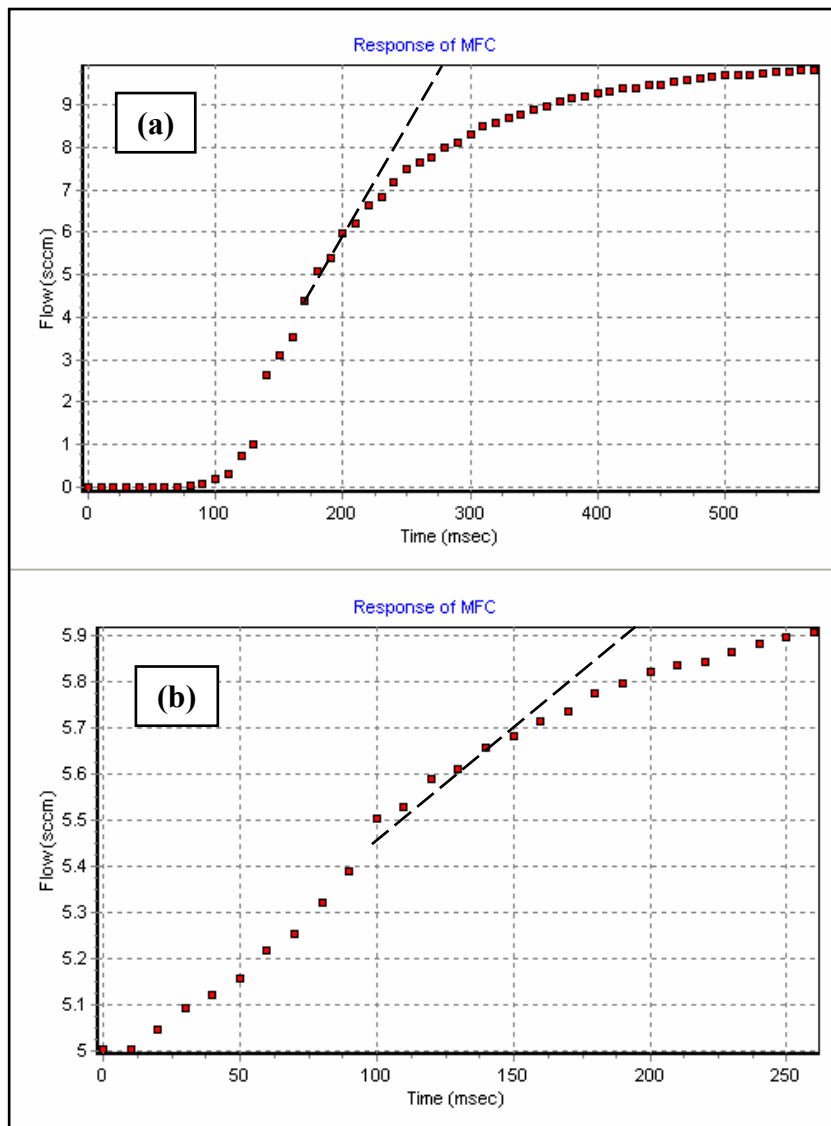 Response of MFC
(a)
9
8
7
6
5
4
3
2
1
0
Flow (sccm)
0 100 200 300 400 500
Time (msec)
Response of MFC
(b)
5.9
5.8
5.7
5.6
5.5
5.4
5.3
5.2
5.1
5
Flow (sccm)
0 50 100 150 200 250
Time (msec)